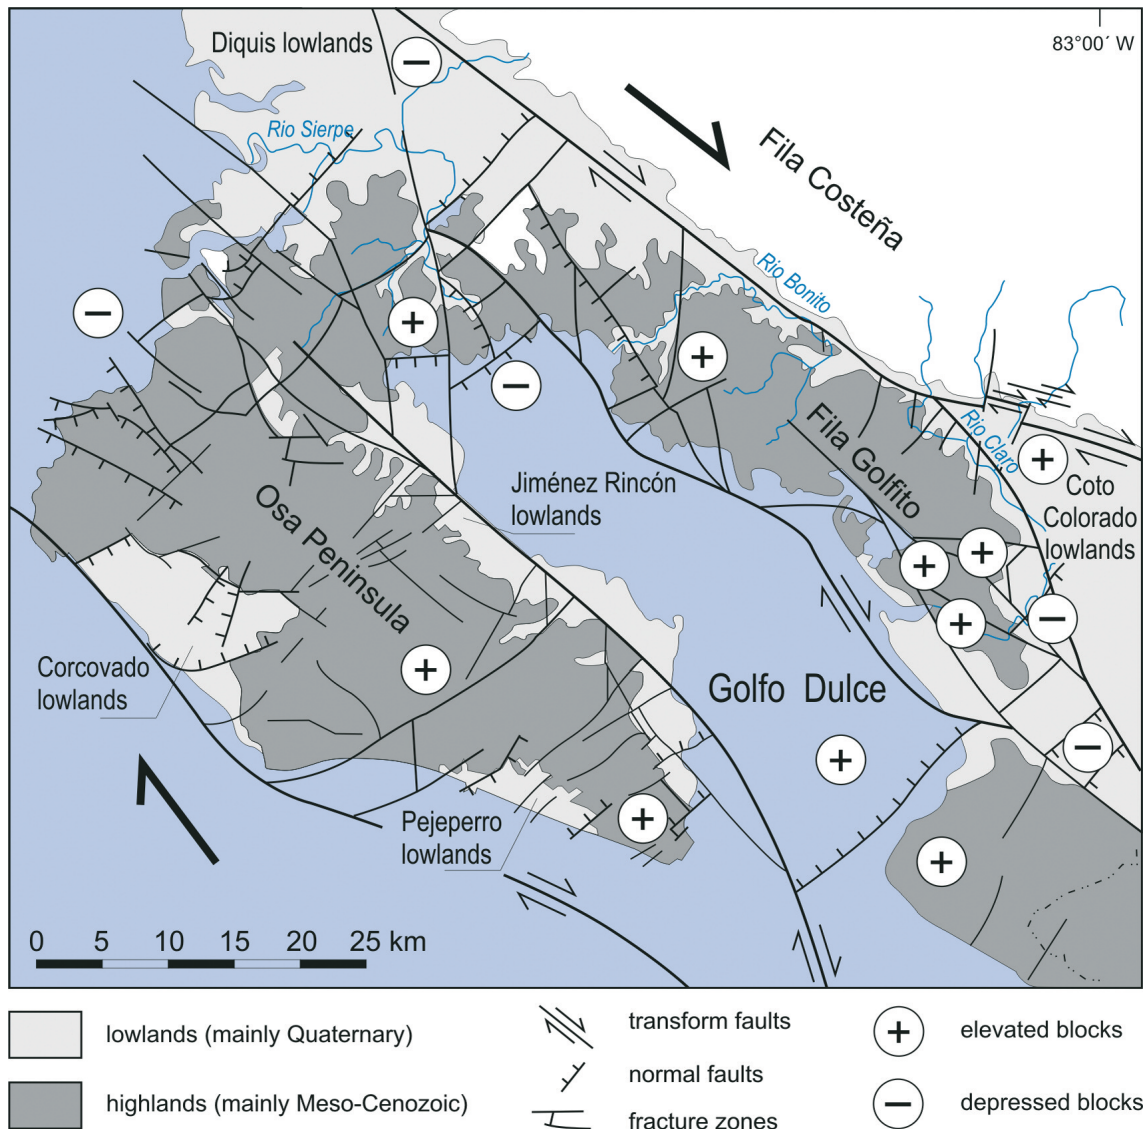 Diquis lowlands
83°00´ W
Rio Sierpe
Fila Costeña
Rio Bonito
Rio Claro
Fila Golfito
Coto
Colorado
lowlands
Jiménez Rincón
lowlands
Osa Peninsula
Corcovado
lowlands
Golfo Dulce
Pejeperro
lowlands
0 5 10 15 20 25 km
lowlands (mainly Quaternary)
highlands (mainly Meso-Cenozoic)
transform faults
normal faults
fracture zones
elevated blocks
depressed blocks